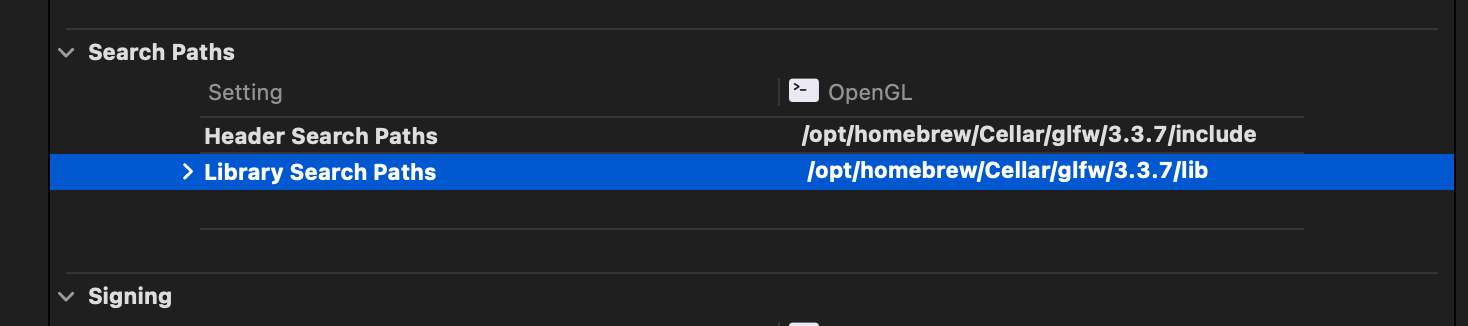 Search Paths
Setting OpenGL
Header Search Paths /opt/homebrew/Cellar/glfw/3.3.7/include
Library Search Paths /opt/homebrew/Cellar/glfw/3.3.7/lib
Signing